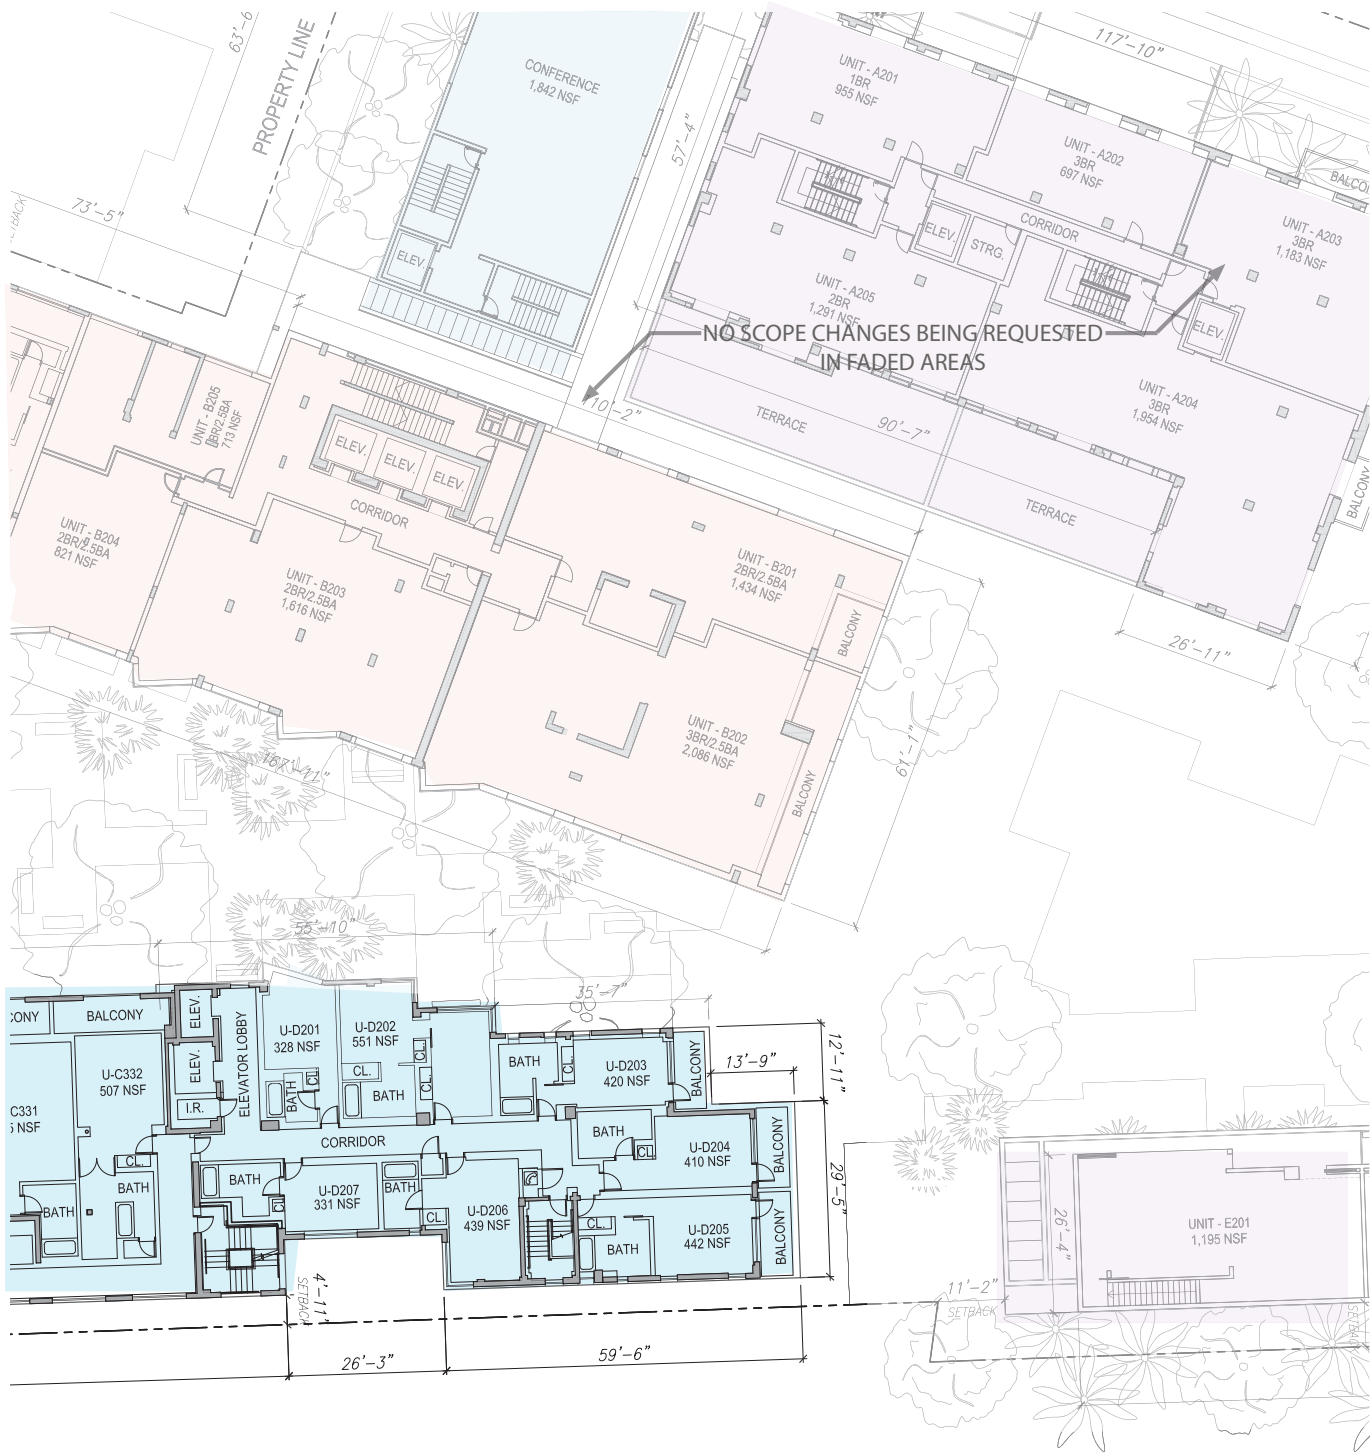 63'-6
PROPERTY LINE
CONFERENCE
1,842 NSF
ELEV.
73'-5"
57'-4"
117'-10"
UNIT - A201
1BR
955 NSF
UNIT - A202
3BR
697 NSF
BALCO
UNIT - A203
3BR
1,183 NSF
CORRIDOR
ELEV.
STRG.
UNIT - A205
2BR
1,291 NSF
ELEV.
NO SCOPE CHANGES BEING REQUESTED
IN FADED AREAS
UNIT - A204
3BR
1,954 NSF
TERRACE
90'-7"
TERRACE
BALCONY
26'-11"
UNIT - B205
713 NSF
ELEV.
ELEV.
ELEV.
CORRIDOR
UNIT - B204
2BR/2.5BA
821 NSF
UNIT - B203
2BR/2.5BA
1,616 NSF
UNIT - B201
2BR/2.5BA
1,434 NSF
BALCONY
UNIT - B202
3BR/2.5BA
2,086 NSF
BALCONY
61'-1"
167'-11"
55'-10"
35'-7"
CONY
BALCONY
ELEV.
ELEV.
I.R.
ELEVATOR LOBBY
U-D201
328 NSF
BATH
CL.
U-D202
551 NSF
CL.
CL.
CL.
BATH
BATH
CL.
U-D203
420 NSF
BALCONY
13'-9"
12'-11"
U-C332
507 NSF
C331
5 NSF
CL.
BATH
BATH
CORRIDOR
BATH
CL.
U-D204
410 NSF
BALCONY
29'-5"
BATH
CL.
U-D207
331 NSF
BATH
CL.
U-D206
439 NSF
CL.
BATH
U-D205
442 NSF
BALCONY
4'-11"
SETBACK
26'-3"
59'-6"
11'-2"
SETBACK
26'-4"
UNIT - E201
1,195 NSF
SETBACK